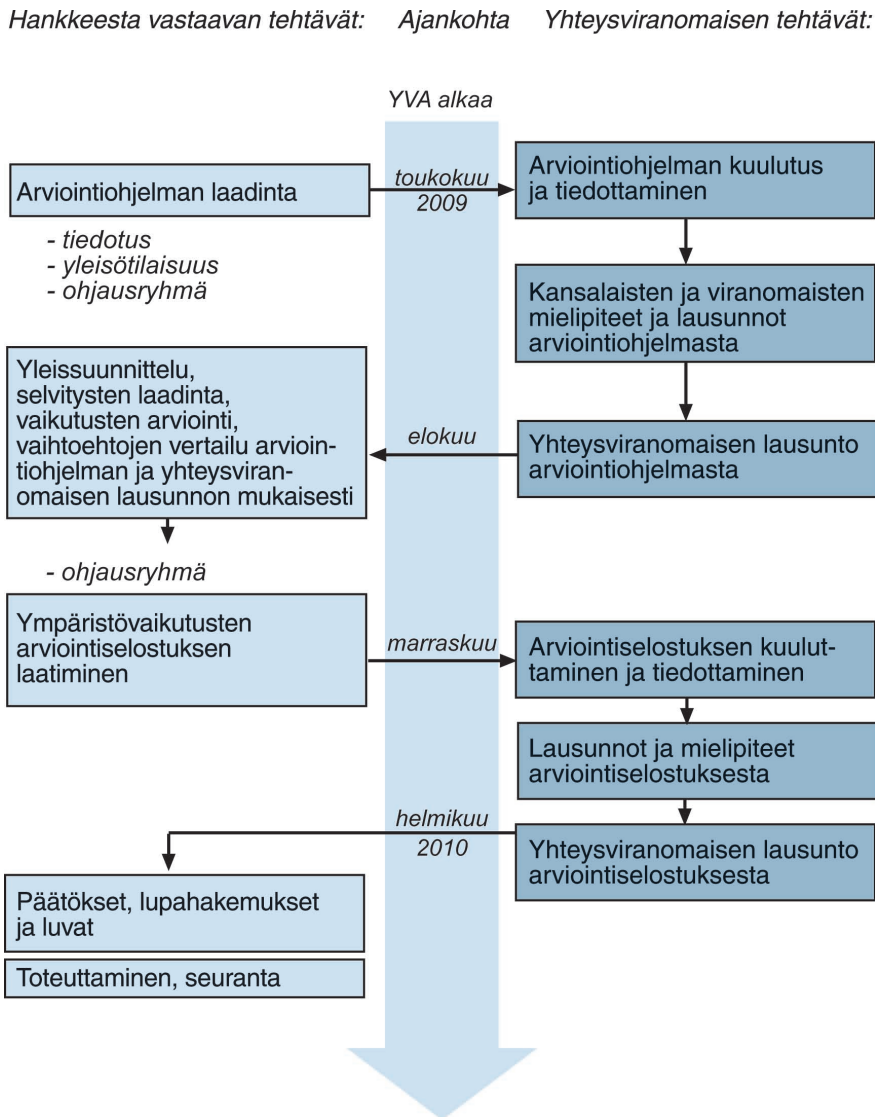 Hankkeesta vastaavan tehtävät:
Ajankohta
Yhteysviranomaisen tehtävät:
YVA alkaa
Arviointiohjelman laadinta
toukokuu
2009
Arviointiohjelman kuulutus
ja tiedottaminen
- tiedotus
- yleisötilaisuus
- ohjausryhmä
Kansalaisten ja viranomaisten
mielipiteet ja lausunnot
arviointiohjelmasta
Yleissuunnittelu,
selvitysten laadinta,
vaikutusten arviointi,
vaihtoehtojen vertailu arvioin-
tiohjelman ja yhteysviran-
omaisen lausunnon mukaisesti
elokuu
Yhteysviranomaisen lausunto
arviointiohjelmasta
- ohjausryhmä
Ympäristövaikutusten
arviointiselostuksen
laatiminen
marraskuu
Arviointiselostuksen kuulut-
taminen ja tiedottaminen
Lausunnot ja mielipiteet
arviointiselostuksesta
helmikuu
2010
Yhteysviranomaisen lausunto
arviointiselostuksesta
Päätökset, lupahakemukset
ja luvat
Toteuttaminen, seuranta